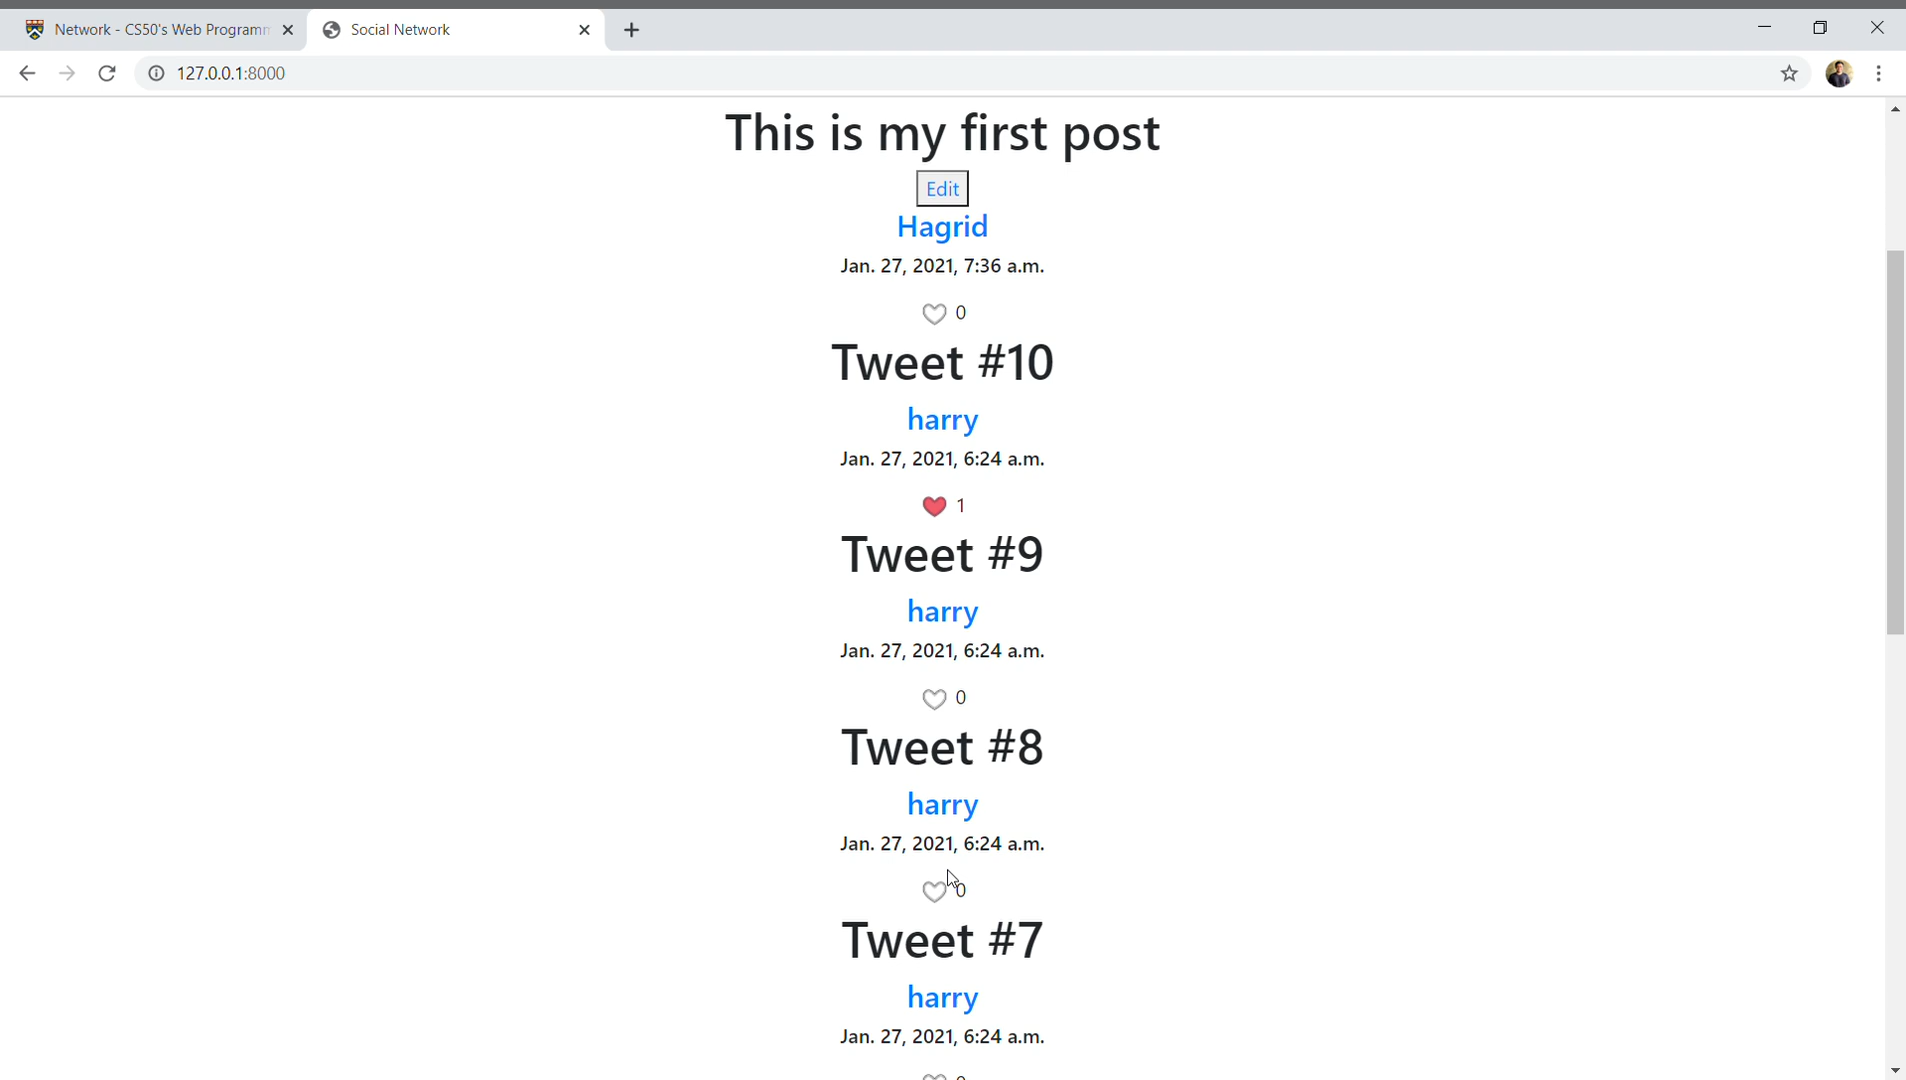 Network - CS50's Web Programm
Social Network
127.0.0.1:8000
This is my first post
Edit
Hagrid
Jan. 27, 2021, 7:36 a.m.
0
Tweet #10
harry
Jan. 27, 2021, 6:24 a.m.
1
Tweet #9
harry
Jan. 27, 2021, 6:24 a.m.
0
Tweet #8
harry
Jan. 27, 2021, 6:24 a.m.
0
Tweet #7
harry
Jan. 27, 2021, 6:24 a.m.